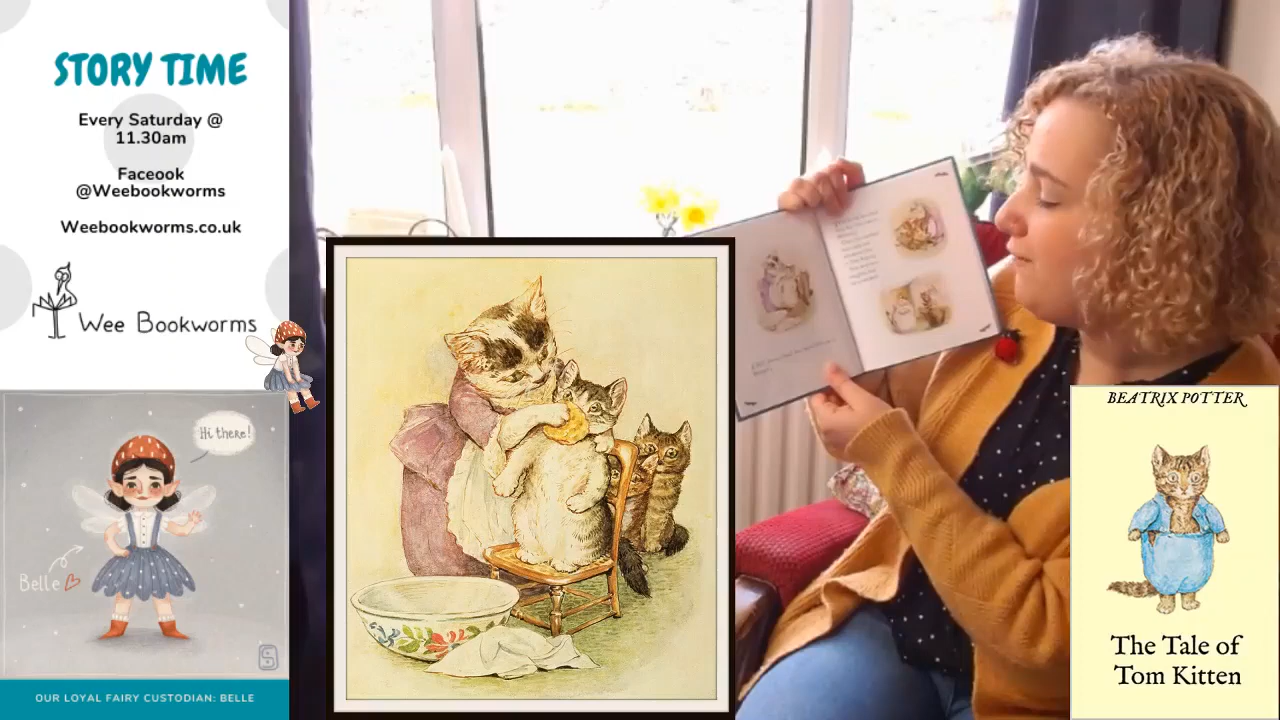 STORY TIME
Every Saturday @
11.30am
Faceook
@Weebookworms
Weebookworms.co.uk
Wee Bookworms
Hi there!
Belle
OUR LOYAL FAIRY CUSTODIAN: BELLE
BEATRIX POTTER
The Tale of
Tom Kitten